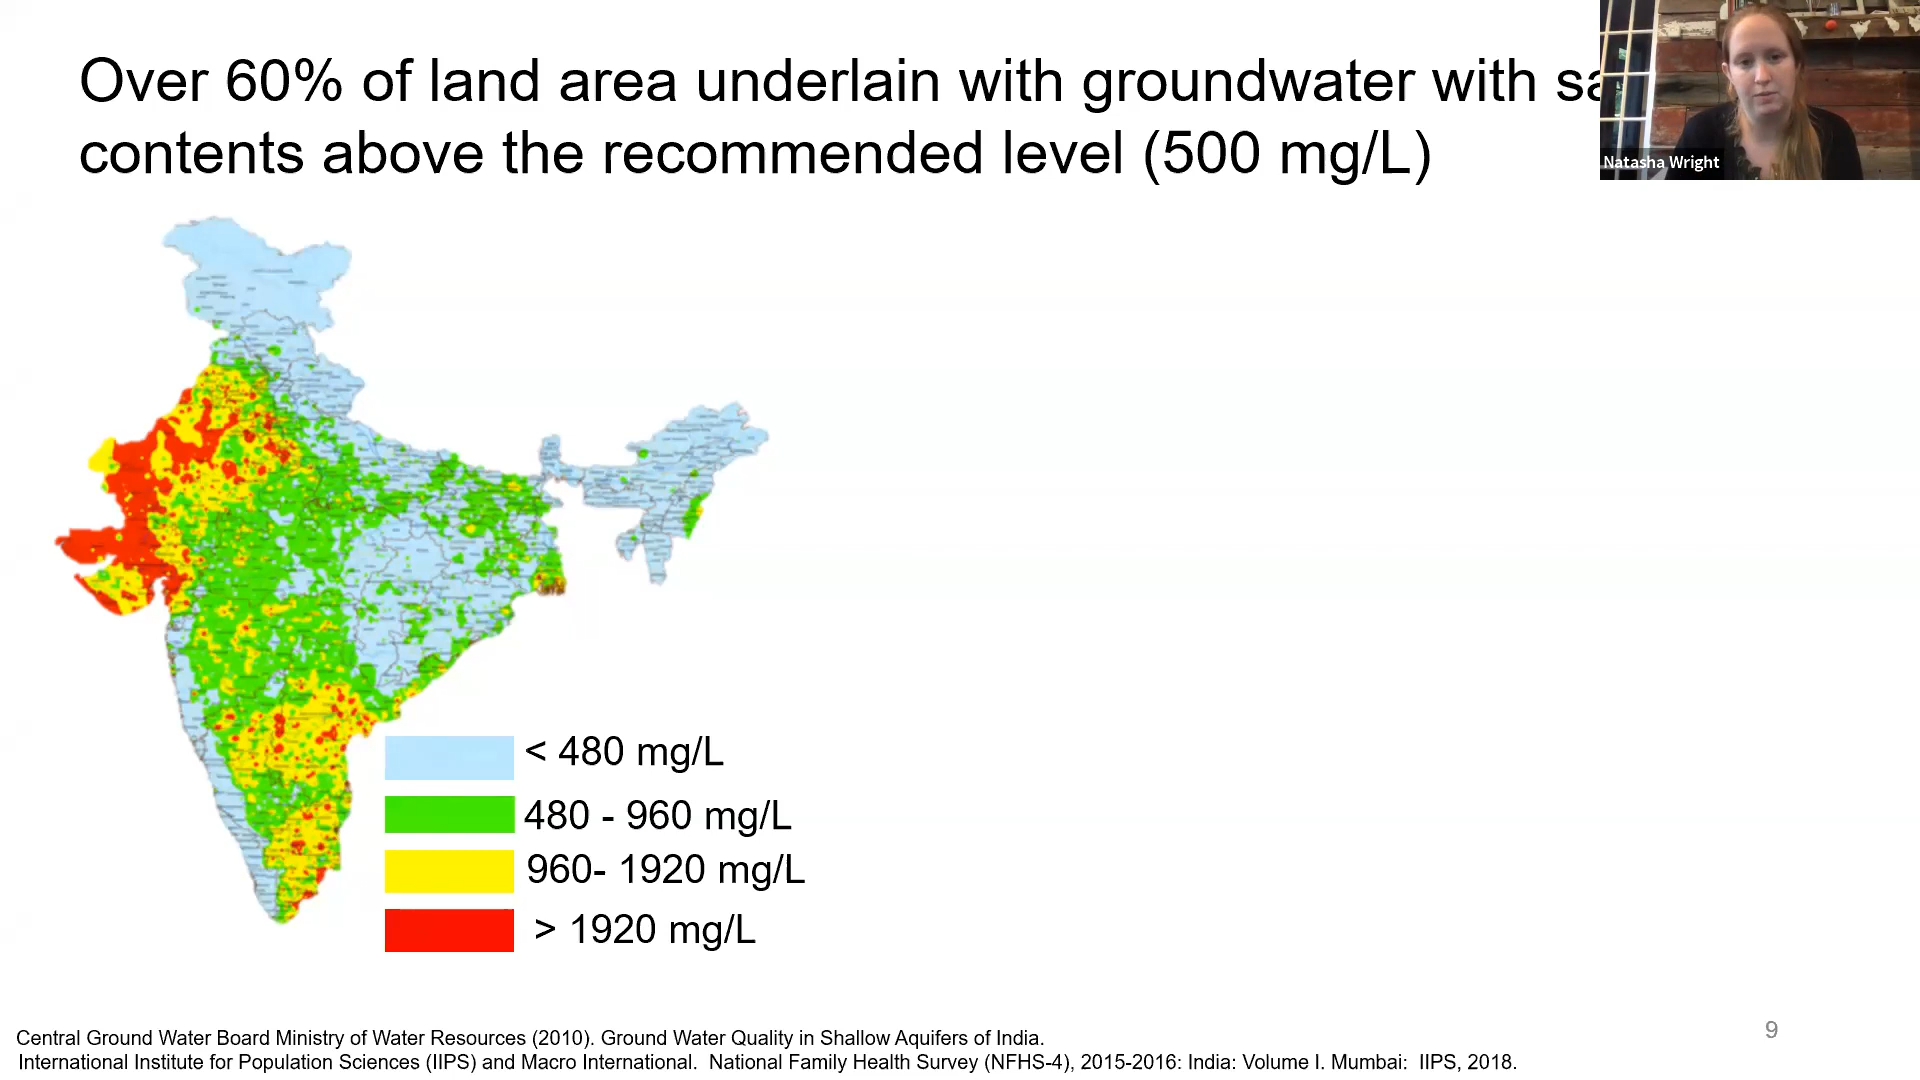 Over 60% of land area underlain with groundwater with sa
contents above the recommended level (500 mg/L)
Natasha Wright
< 480 mg/L
480 - 960 mg/L
960- 1920 mg/L
> 1920 mg/L
Central Ground Water Board Ministry of Water Resources (2010). Ground Water Quality in Shallow Aquifers of India.
International Institute for Population Sciences (IIPS) and Macro International. National Family Health Survey (NFHS-4), 2015-2016: India: Volume I. Mumbai: IIPS, 2018.
9